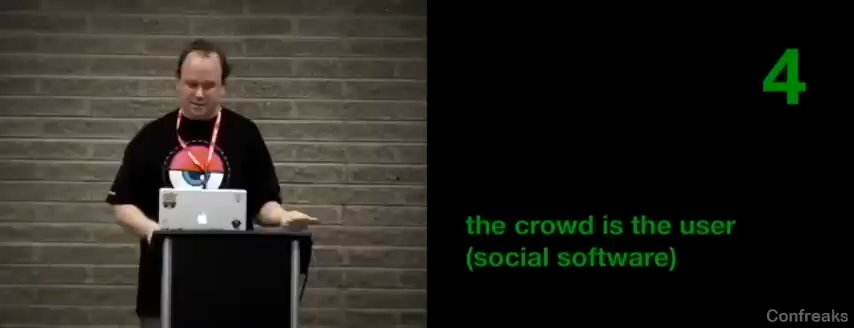 4
the crowd is the user
(social software)
Confreaks